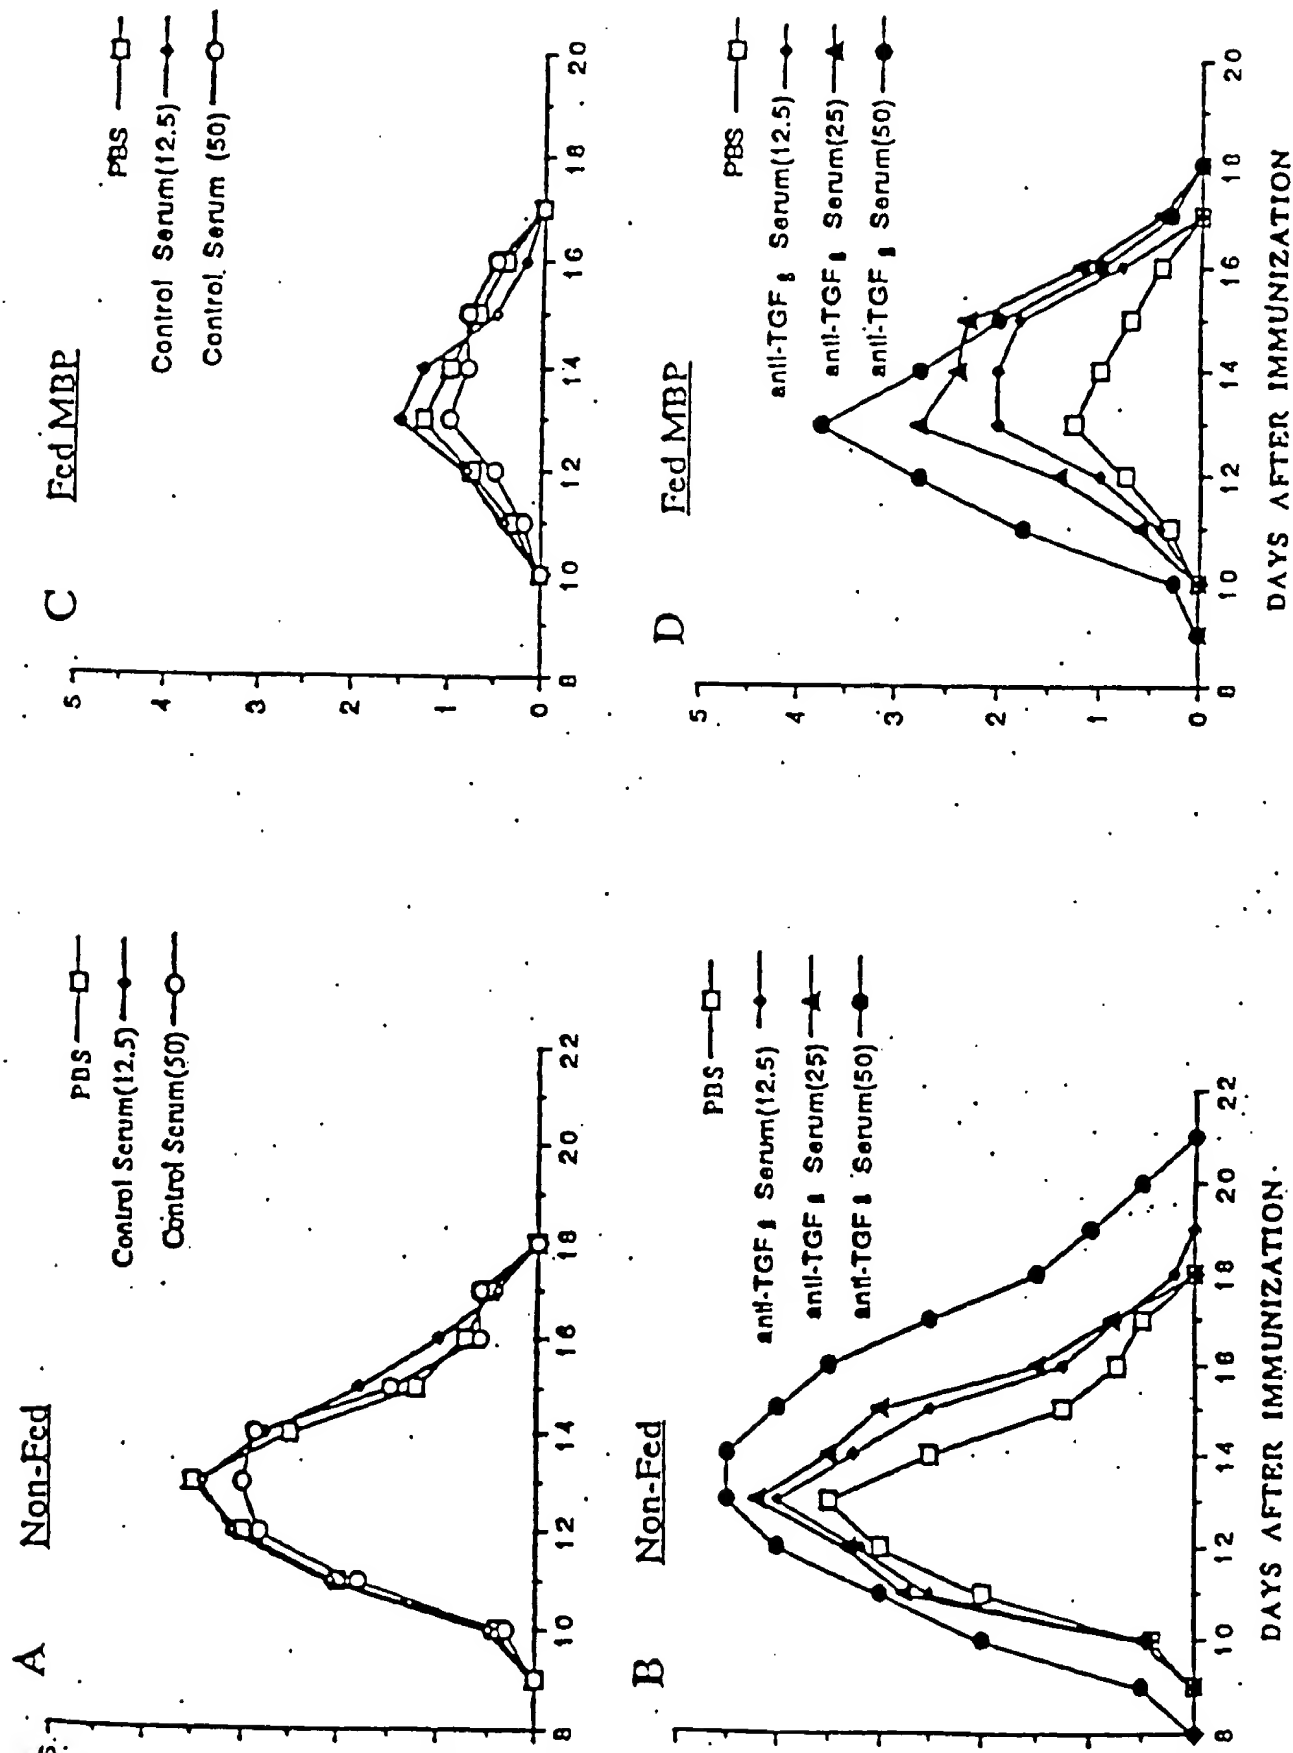 A
Non-Fed
PBS
Control Serum(12.5)
Control Serum(50)
8 10 12 14 16 18 20 22
C
Fed MBP
PBS
Control Serum(12.5)
Control Serum (50)
5
4
3
2
1
0
8 10 12 14 16 18 20
B
Non-Fed
PBS
anti-TGF β Serum(12.5)
anti-TGF β Serum(25)
anti-TGF β Serum(50)
8 10 12 14 16 18 20 22
DAYS AFTER IMMUNIZATION
D
Fed MBP
PBS
anti-TGF β Serum(12.5)
anti-TGF β Serum(25)
anti-TGF β Serum(50)
5
4
3
2
1
0
8 10 12 14 16 18 20
DAYS AFTER IMMUNIZATION